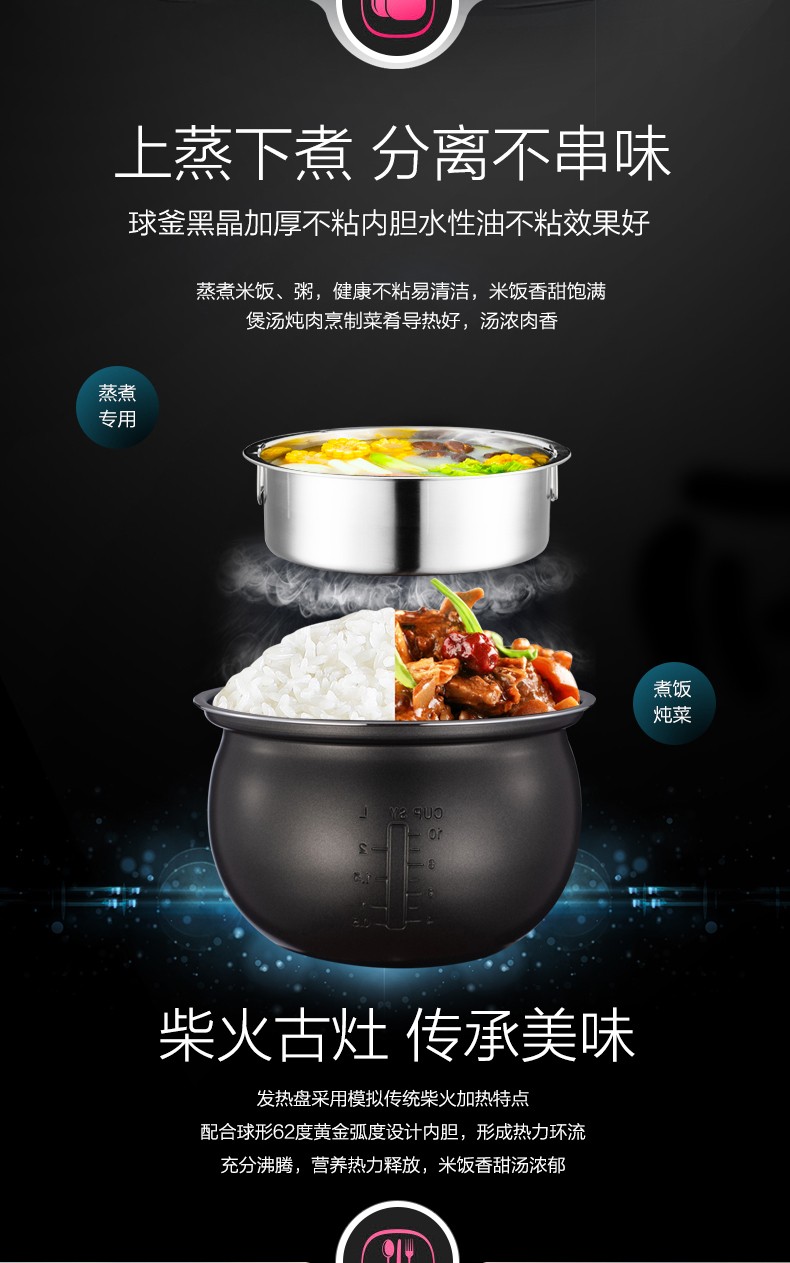 上蒸下煮 分离不串味
球釜黑晶加厚不粘内胆水性油不粘效果好
蒸煮米饭、粥，健康不粘易清洁，米饭香甜饱满
煲汤炖肉烹制菜肴导热好，汤浓肉香
蒸煮
专用
煮饭
炖菜
柴火古灶 传承美味
发热盘采用模拟传统柴火加热特点
配合球形62度黄金弧度设计内胆，形成热力环流
充分沸腾，营养热力释放，米饭香甜汤浓郁